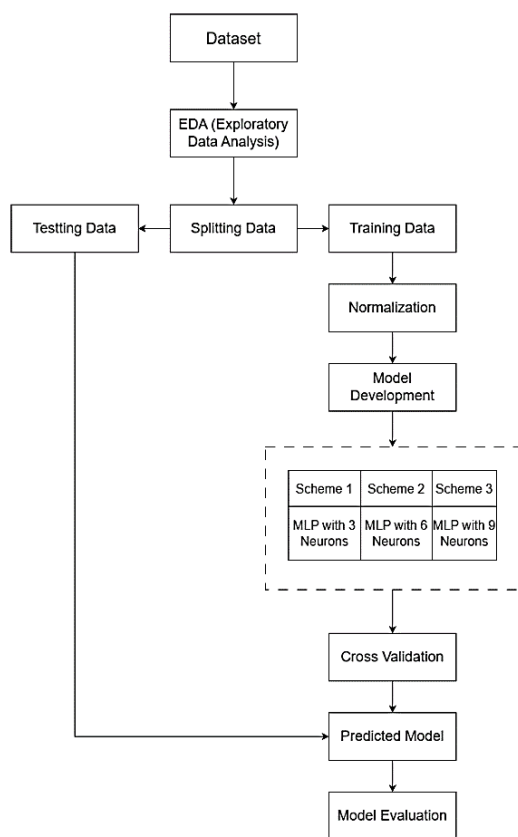 Dataset
EDA (Exploratory
Data Analysis)
Testting Data
Splitting Data
Training Data
Normalization
Model
Development
Scheme 1
Scheme 2
Scheme 3
MLP with 3
Neurons
MLP with 6
Neurons
MLP with 9
Neurons
Cross Validation
Predicted Model
Model Evaluation